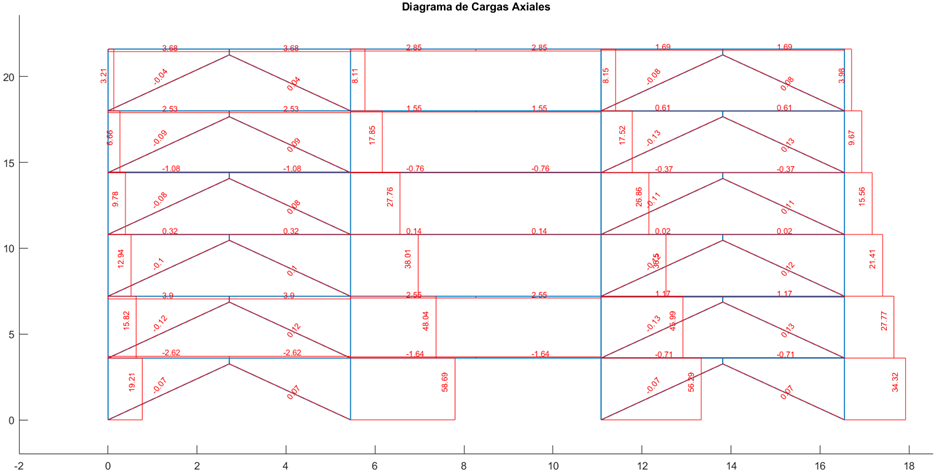 Diagrama de Cargas Axiales
3.68 3.68 2.85 2.85 1.69 1.69
20
3.21 -0.04 0.04 8.11 8.15 -0.08 0.08 3.98
2.53 2.53 1.55 1.55 0.61 0.61
6.66 -0.09 0.09 17.85 17.52 -0.13 0.13 9.67
15
-1.08 -1.08 -0.76 -0.76 -0.37 -0.37
9.78 -0.08 0.08 27.76 26.86 -0.11 0.11 15.56
0.32 0.32 0.14 0.14 0.02 0.02
10
12.94 -0.1 0.1 38.01 0.12 21.41
3.9 3.9 2.55 2.55 1.17 1.17
15.82 -0.12 0.12 48.04 -0.13 0.13 27.77
5
-2.62 -2.62 -1.64 -1.64 -0.71 -0.71
19.21 -0.07 0.07 58.69 -0.07 56.29 0.07 34.32
0
-2 0 2 4 6 8 10 12 14 16 18